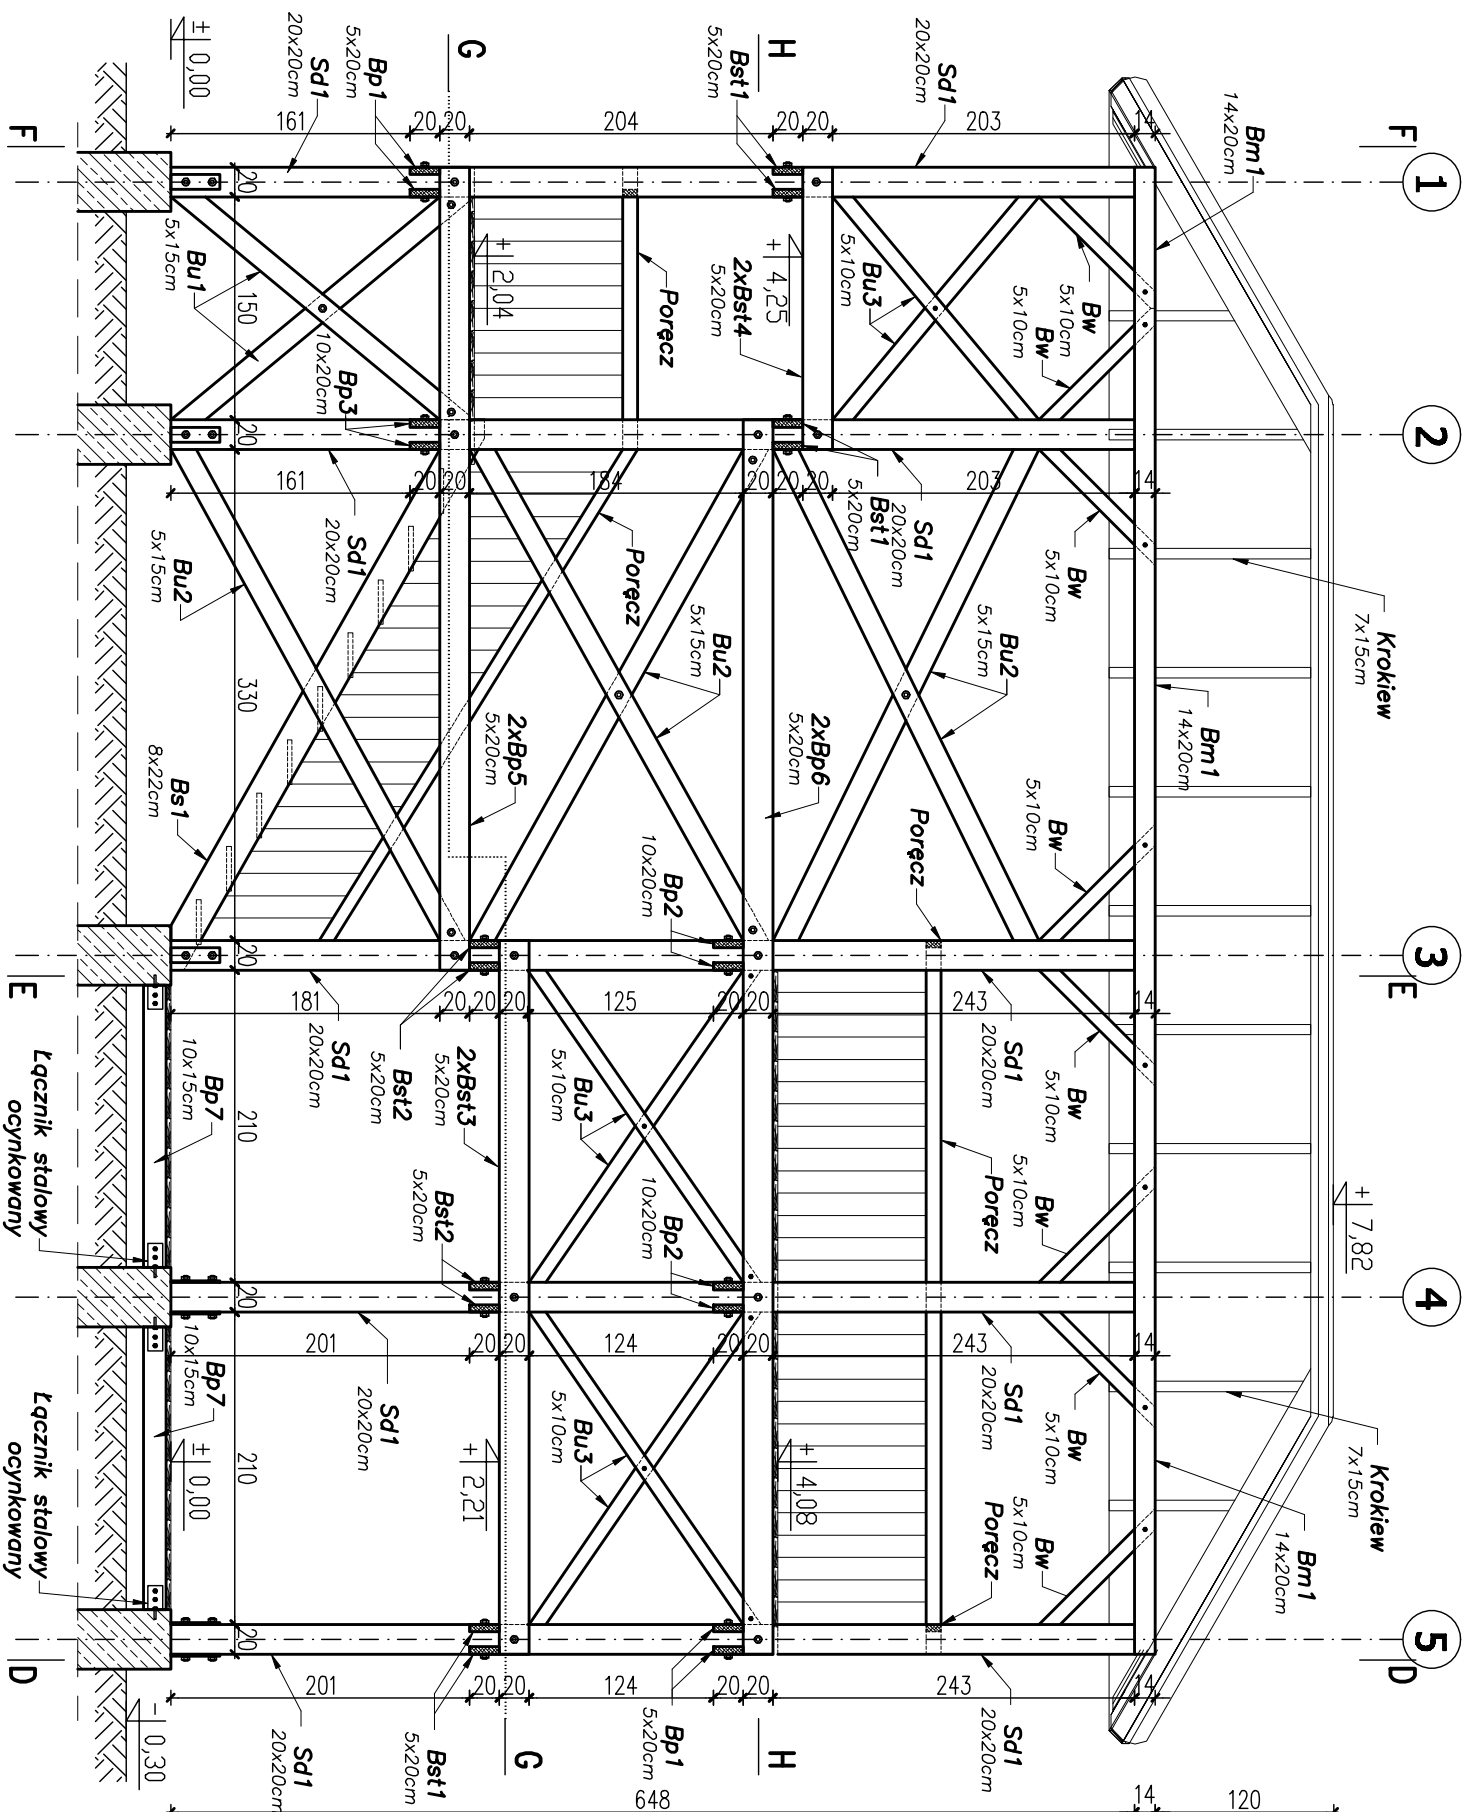 1
2
3
4
5
F
F
E
E
D
D
G
G
H
H
+ 7,82
Krokiew
7x15cm
Krokiew
7x15cm
Bm1
14x20cm
Bm1
14x20cm
Bm1
14x20cm
Bw
5x10cm
Bw
5x10cm
Bw
5x10cm
Bw
5x10cm
Bw
5x10cm
Bw
5x10cm
Bw
5x10cm
Bw
5x10cm
Sd1
20x20cm
Bu3
5x10cm
Sd1
20x20cm
Bu2
5x15cm
Poręcz
Sd1
20x20cm
Poręcz
Sd1
20x20cm
Poręcz
Sd1
20x20cm
203
203
243
243
243
14
14
14
14
14
+ 4,25
2xBst4
5x20cm
Bst1
5x20cm
Bst1
5x20cm
2xBp6
5x20cm
+ 4,08
Poręcz
Poręcz
Bu2
5x15cm
Bp2
10x20cm
Bp2
10x20cm
Bp1
5x20cm
20 20
204
20 20
184
20 20 20
20 20
125
20 20
124
20 20
124
+ 2,04
2xBp5
5x20cm
Bu3
5x10cm
Bu3
5x10cm
2xBst3
5x20cm
Bst2
5x20cm
Bst2
5x20cm
+ 2,21
Bst1
5x20cm
Bp1
5x20cm
Bp3
10x20cm
20 20
20 20
20 20 20
20 20
20 20
Sd1
20x20cm
Sd1
20x20cm
Sd1
20x20cm
Sd1
20x20cm
Sd1
20x20cm
161
161
181
201
201
20
150
20
330
20
210
20
210
20
Bu1
5x15cm
Bu2
5x15cm
Bs1
8x22cm
Bp7
10x15cm
Bp7
10x15cm
± 0,00
± 0,00
- 0,30
Łącznik stalowy
ocynkowany
Łącznik stalowy
ocynkowany
648
14
120